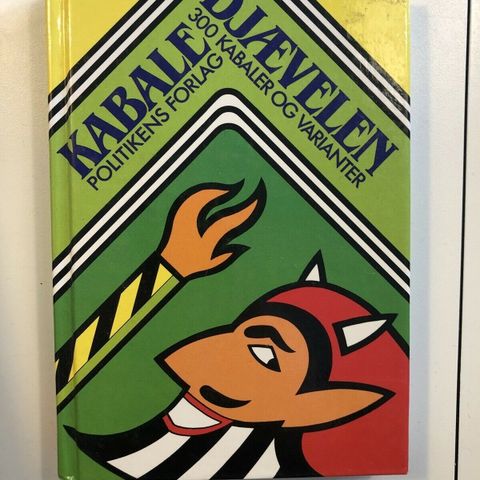 KABALE
DJÆVELEN
POLITIKENS FORLAG
300 KABALER OG VARIANTER